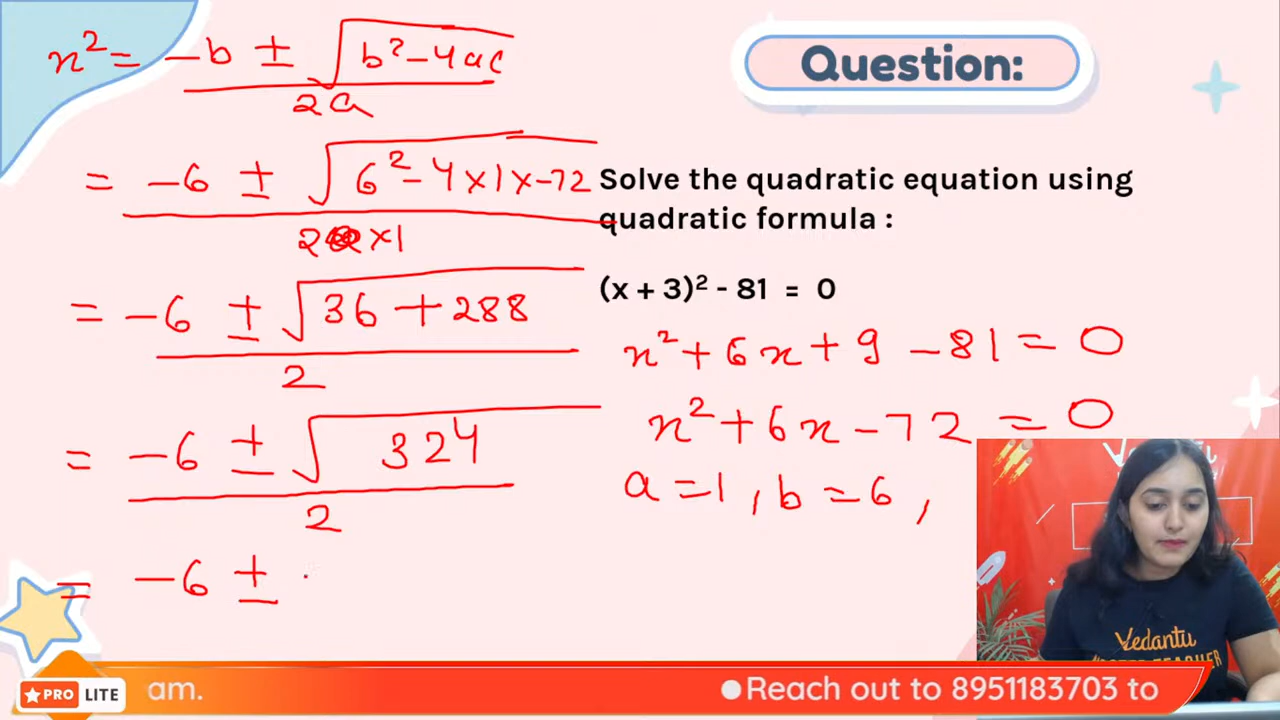 x² = -b ± √b²-4ac
2a
= -6 ± √6²-4×1×-72
2×1
= -6 ± √36+288
2
= -6 ± √324
2
= -6 ±
Question:
Solve the quadratic equation using
quadratic formula :
(x + 3)² - 81 = 0
x²+6x+9-81=0
x²+6x-72=0
a=1, b=6,
Vedantu
PRO LITE
am.
Reach out to 8951183703 to